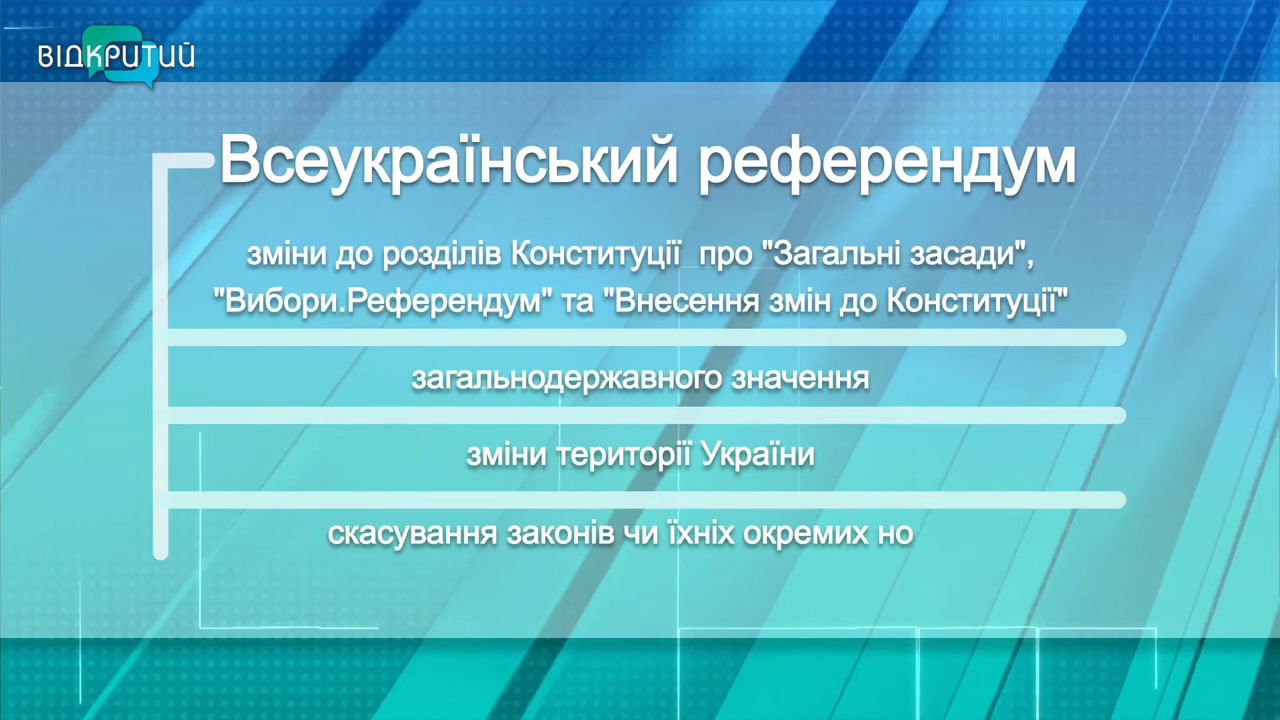 ВІДКРИТИЙ
Всеукраїнський референдум
зміни до розділів Конституції про "Загальні засади",
"Вибори.Референдум" та "Внесення змін до Конституції"
загальнодержавного значення
зміни території України
скасування законів чи їхніх окремих но